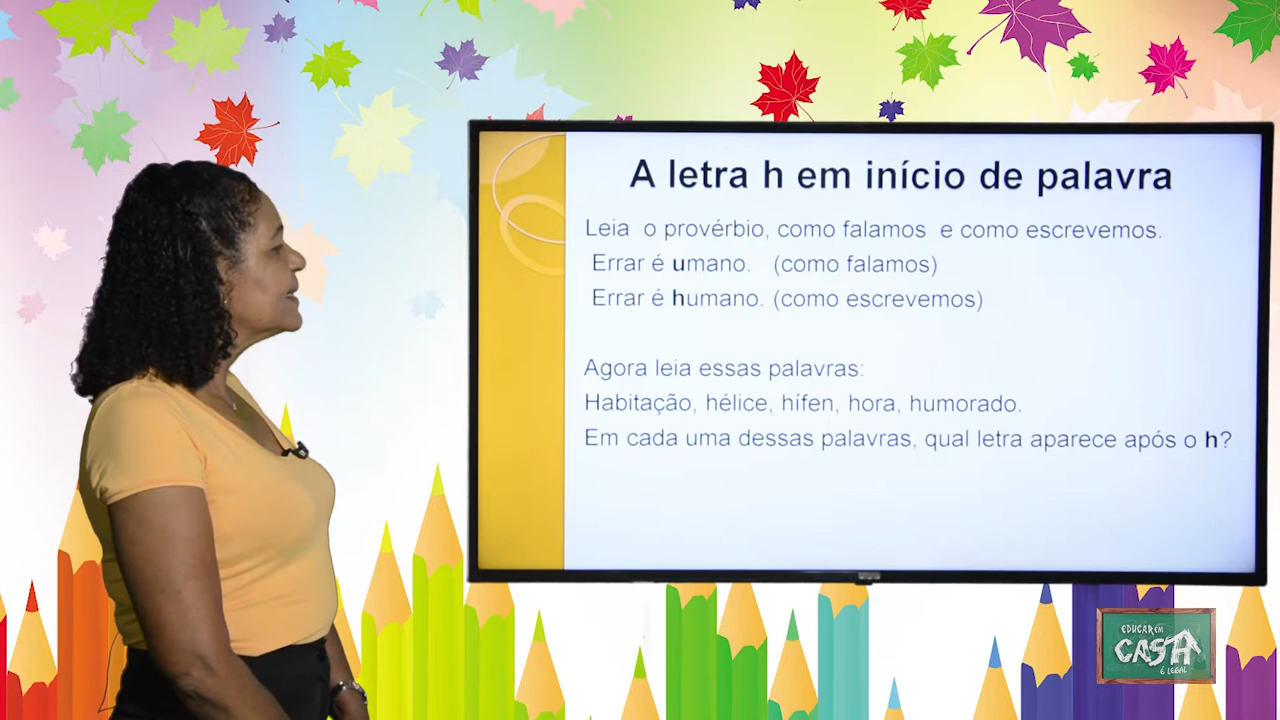 A letra h em início de palavra
Leia o provérbio, como falamos e como escrevemos.
Errar é umano. (como falamos)
Errar é humano. (como escrevemos)
Agora leia essas palavras:
Habitação, hélice, hífen, hora, humorado.
Em cada uma dessas palavras, qual letra aparece após o h?
EDUCAR EM
CASA
É LEGAL